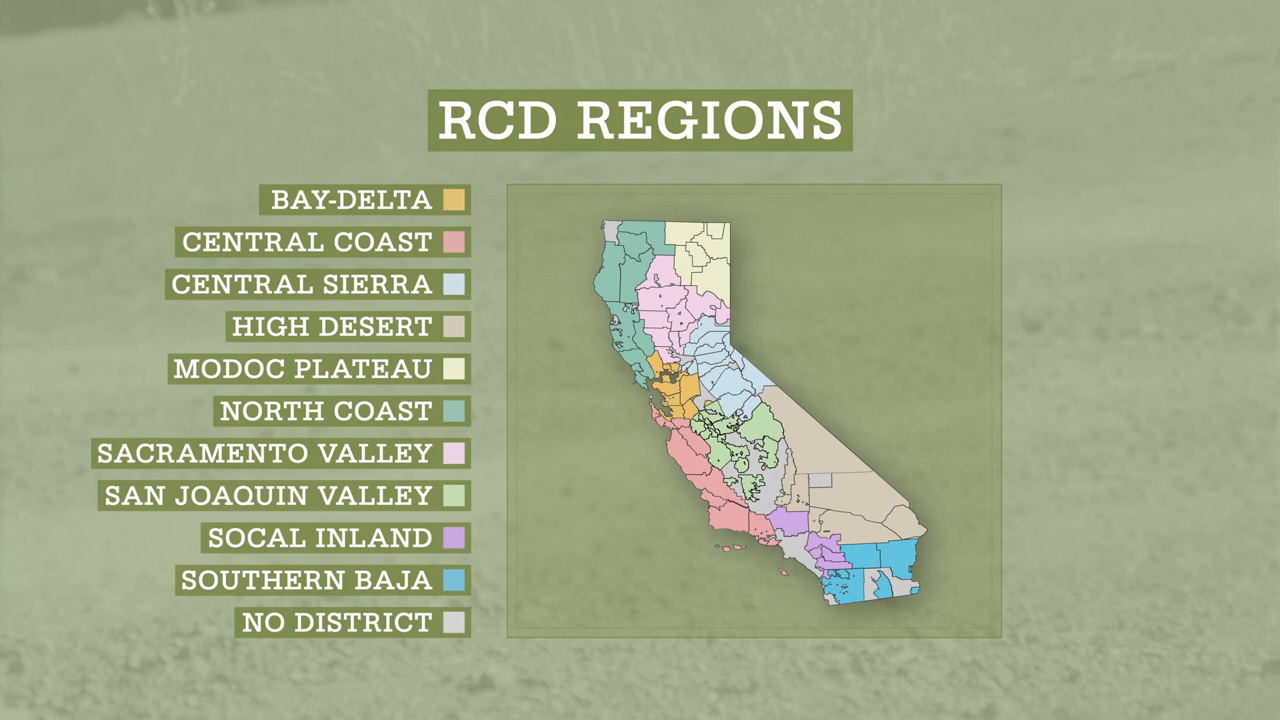 RCD REGIONS
BAY-DELTA
CENTRAL COAST
CENTRAL SIERRA
HIGH DESERT
MODOC PLATEAU
NORTH COAST
SACRAMENTO VALLEY
SAN JOAQUIN VALLEY
SOCAL INLAND
SOUTHERN BAJA
NO DISTRICT